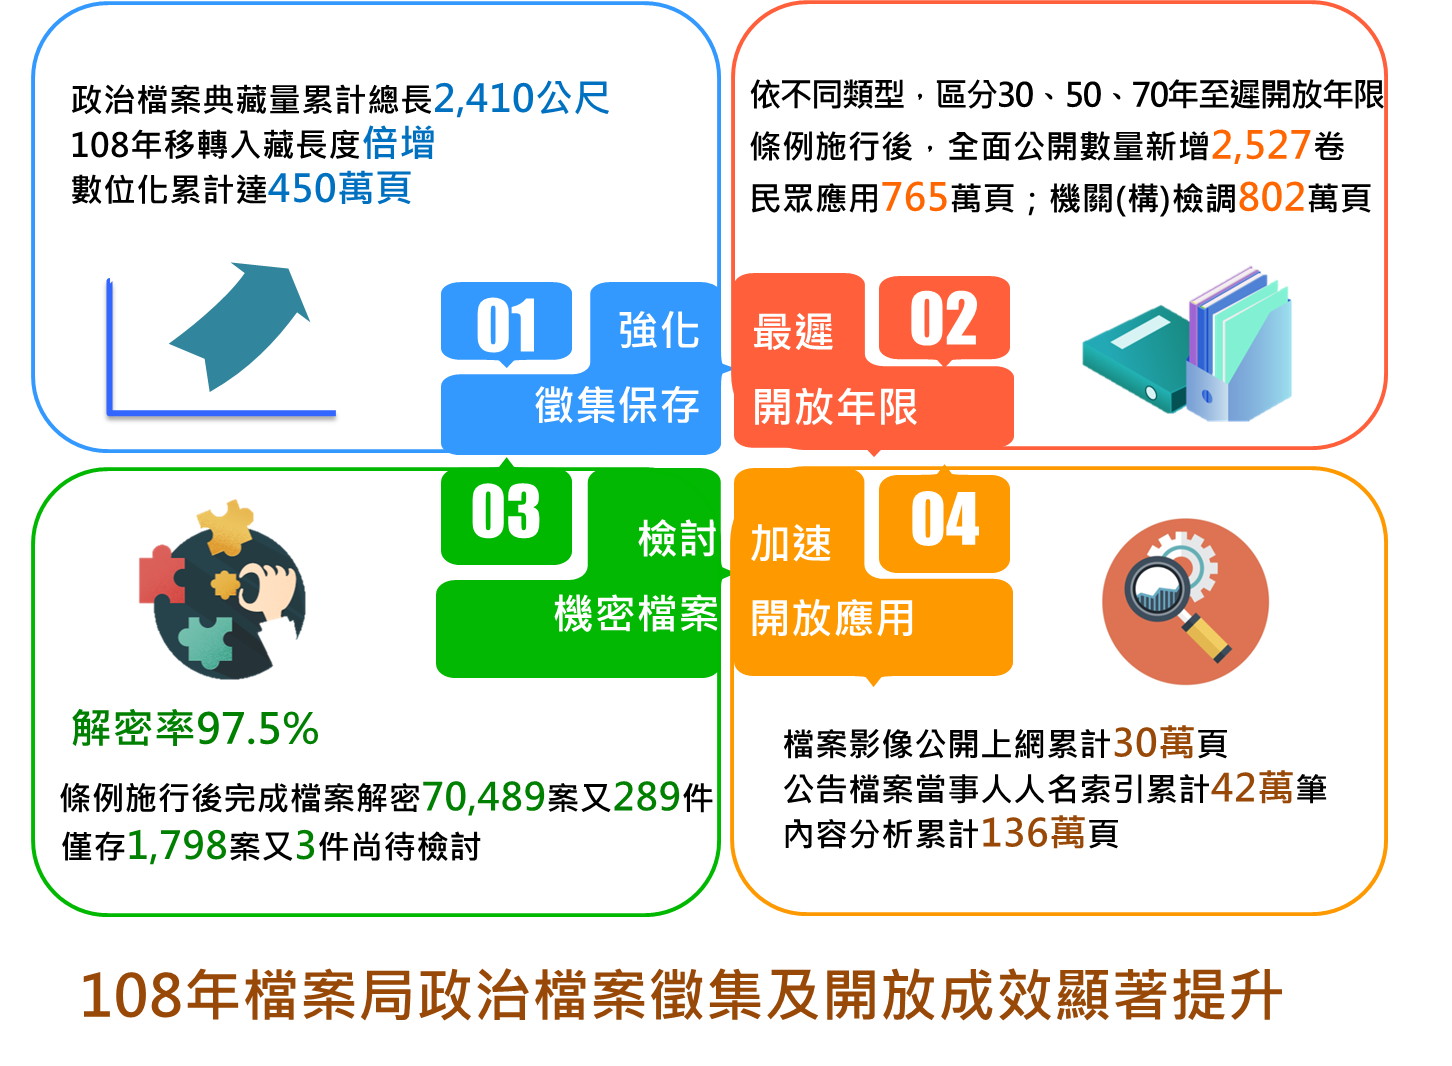 政治檔案典藏量累計總長2,410公尺
108年移轉入藏長度倍增
數位化累計達450萬頁
01
強化
徵集保存
依不同類型，區分30、50、70年至遲開放年限
條例施行後，全面公開數量新增2,527卷
民眾應用765萬頁；機關(構)檢調802萬頁
最遲
02
開放年限
03
檢討
機密檔案
解密率97.5%
條例施行後完成檔案解密70,489案又289件
僅存1,798案又3件尚待檢討
加速
04
開放應用
檔案影像公開上網累計30萬頁
公告檔案當事人人名索引累計42萬筆
內容分析累計136萬頁
108年檔案局政治檔案徵集及開放成效顯著提升